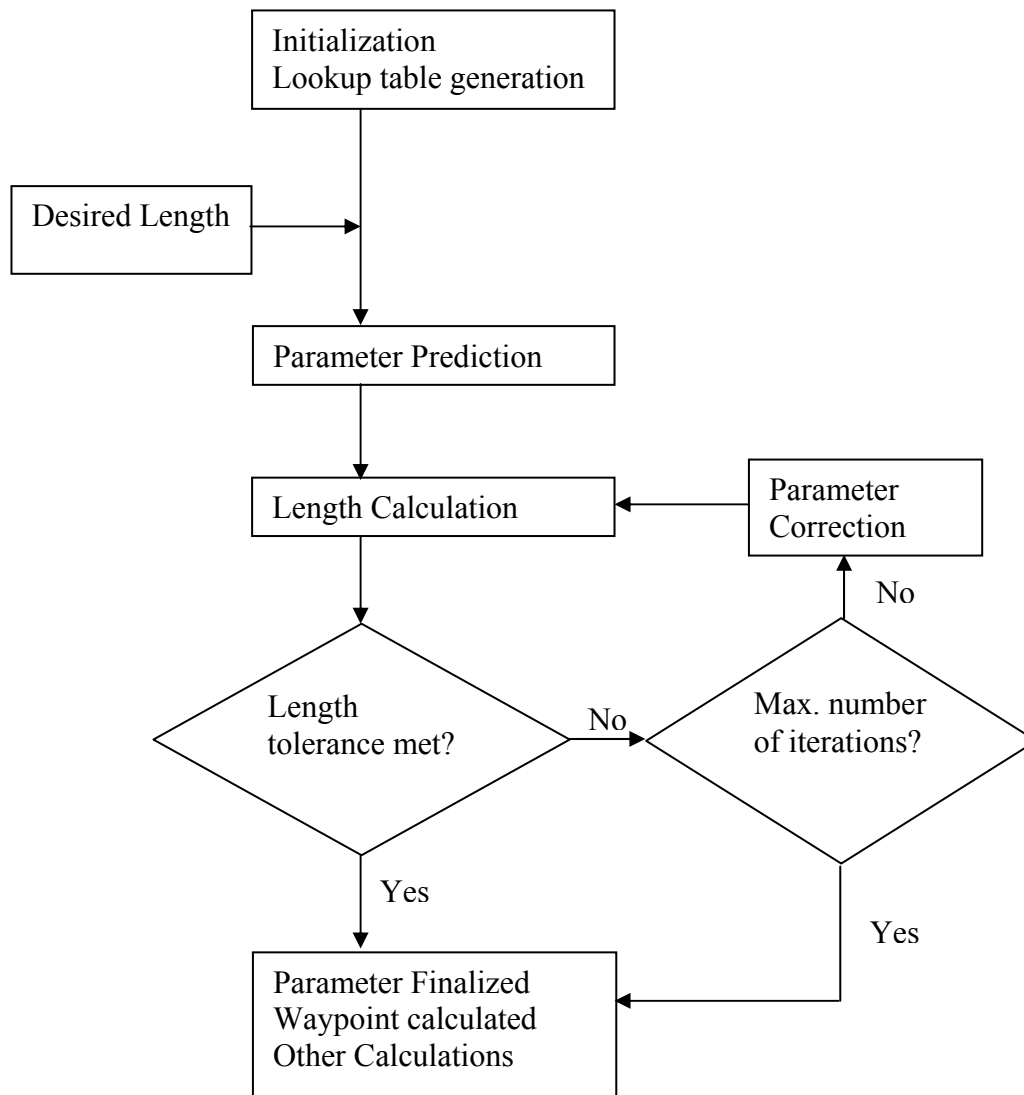 Initialization
Lookup table generation
Desired Length
Parameter Prediction
Length Calculation
Parameter
Correction
No
Length
tolerance met?
No
Max. number
of iterations?
Yes
Yes
Parameter Finalized
Waypoint calculated
Other Calculations